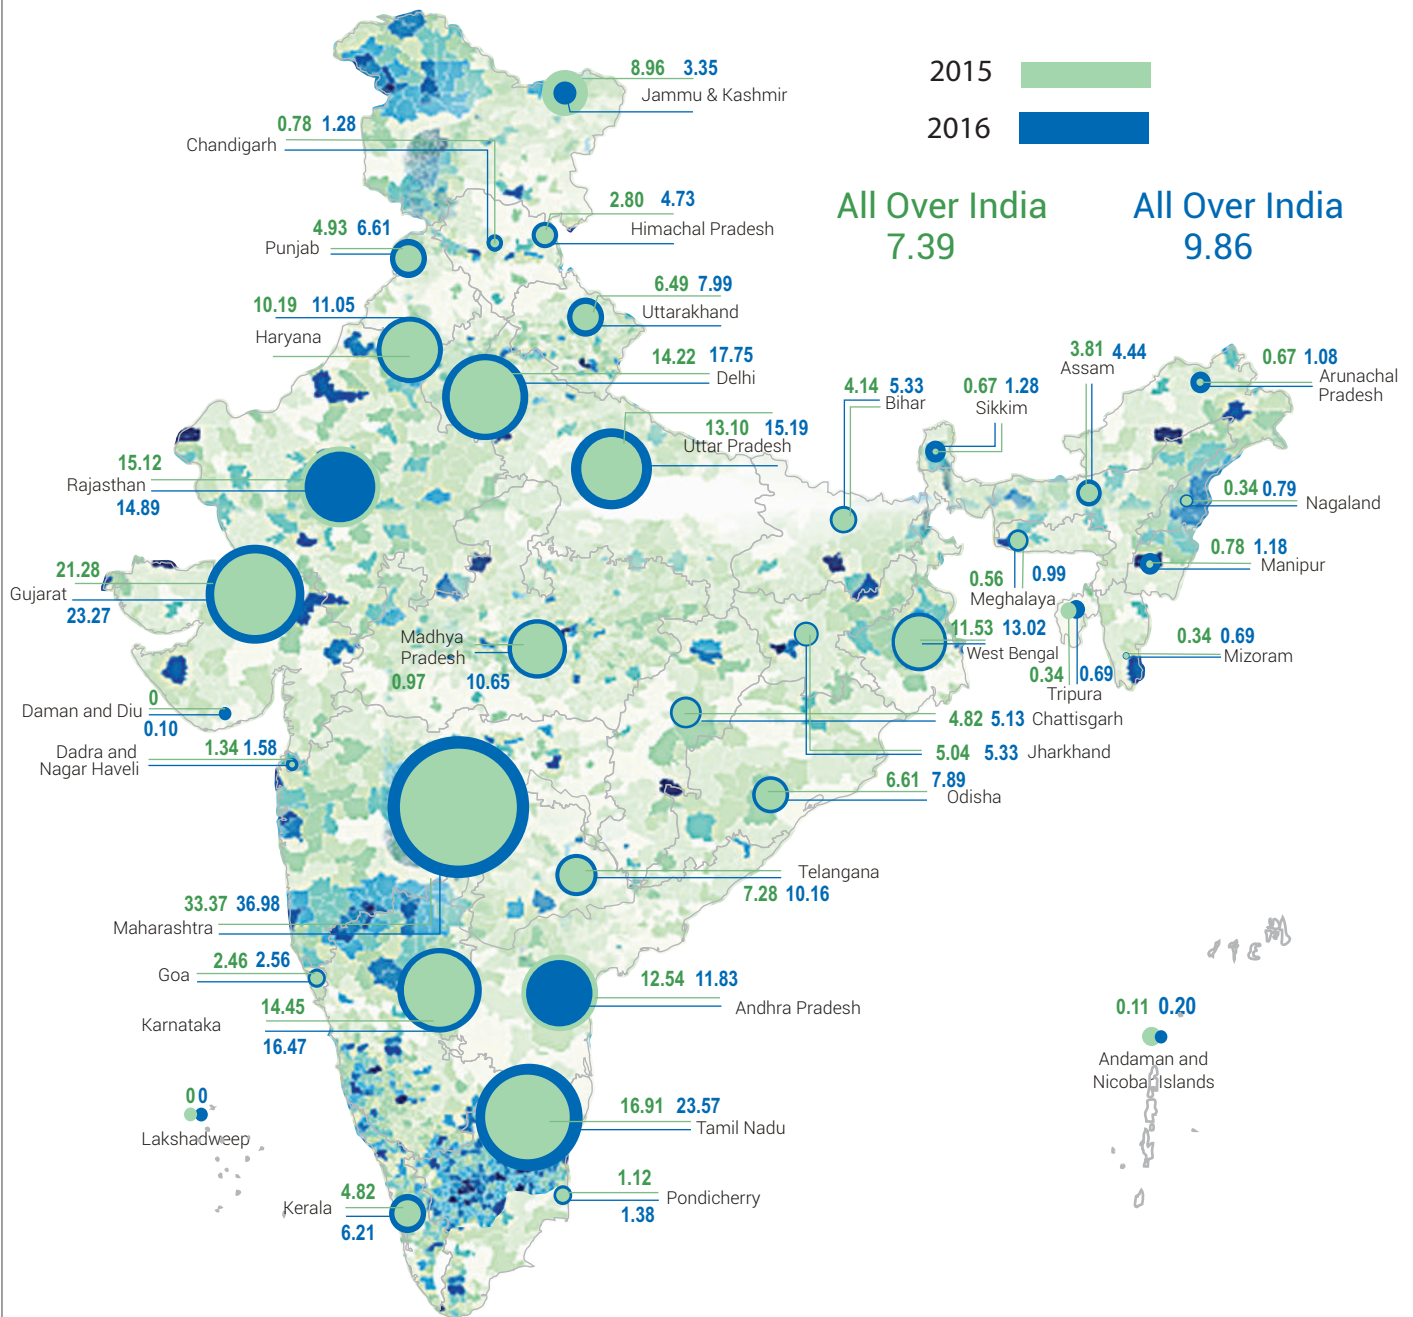 8.96 3.35
Jammu & Kashmir
2015
2016
0.78 1.28
Chandigarh
2.80 4.73
Himachal Pradesh
All Over India
7.39
All Over India
9.86
4.93 6.61
Punjab
6.49 7.99
Uttarakhand
10.19 11.05
Haryana
14.22 17.75
Delhi
3.81 4.44
Assam
0.67 1.08
Arunachal
Pradesh
4.14 5.33
Bihar
0.67 1.28
Sikkim
13.10 15.19
Uttar Pradesh
15.12
Rajasthan
14.89
0.34 0.79
Nagaland
0.78 1.18
Manipur
21.28
Gujarat
23.27
0.56 0.99
Meghalaya
Madhya
Pradesh
0.97 10.65
11.53 13.02
West Bengal
0.34 0.69
Mizoram
0.34 0.69
Tripura
0
Daman and Diu
0.10
4.82 5.13 Chattisgarh
1.34 1.58
Dadra and
Nagar Haveli
5.04 5.33 Jharkhand
6.61 7.89
Odisha
Telangana
7.28 10.16
33.37 36.98
Maharashtra
2.46 2.56
Goa
12.54 11.83
Andhra Pradesh
14.45
Karnataka
16.47
0.11 0.20
Andaman and
Nicobar Islands
0 0
Lakshadweep
16.91 23.57
Tamil Nadu
1.12
Pondicherry
1.38
4.82
Kerala
6.21